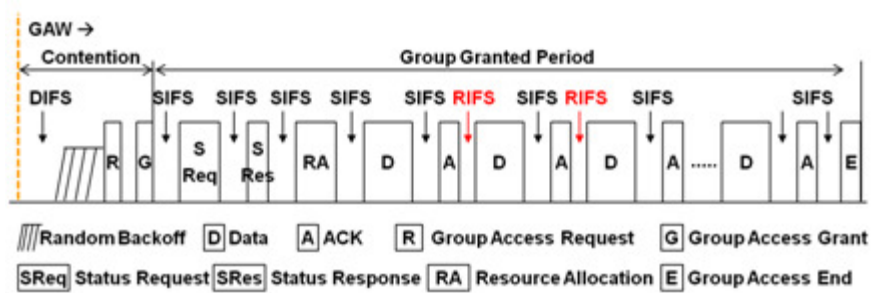 GAW →
Contention Group Granted Period
DIFS SIFS SIFS SIFS SIFS SIFS RIFS SIFS RIFS SIFS SIFS
R G S Req S Res RA D A D A D A ..... D A E
Random Backoff D Data A ACK R Group Access Request G Group Access Grant
SReq Status Request SRes Status Response RA Resource Allocation E Group Access End